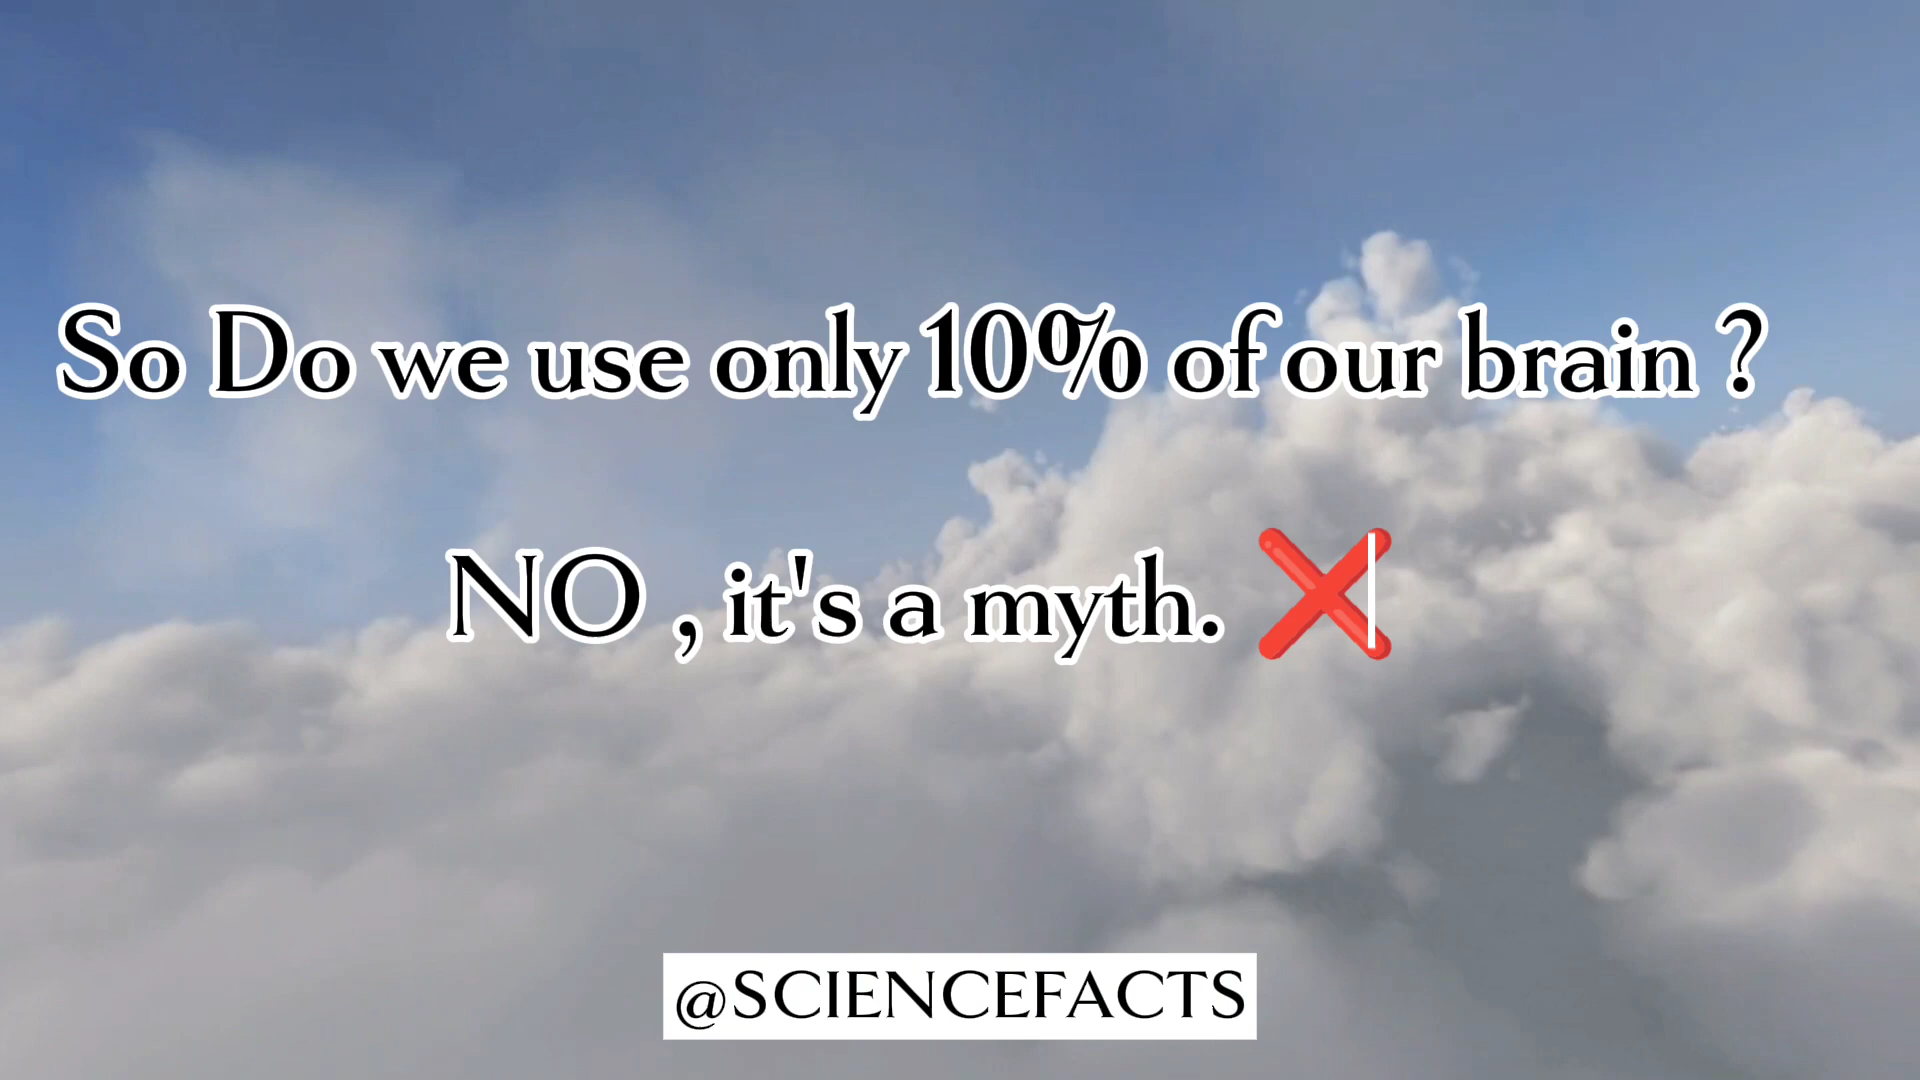 So Do we use only 10% of our brain ?
NO , it's a myth. ❌
@SCIENCEFACTS